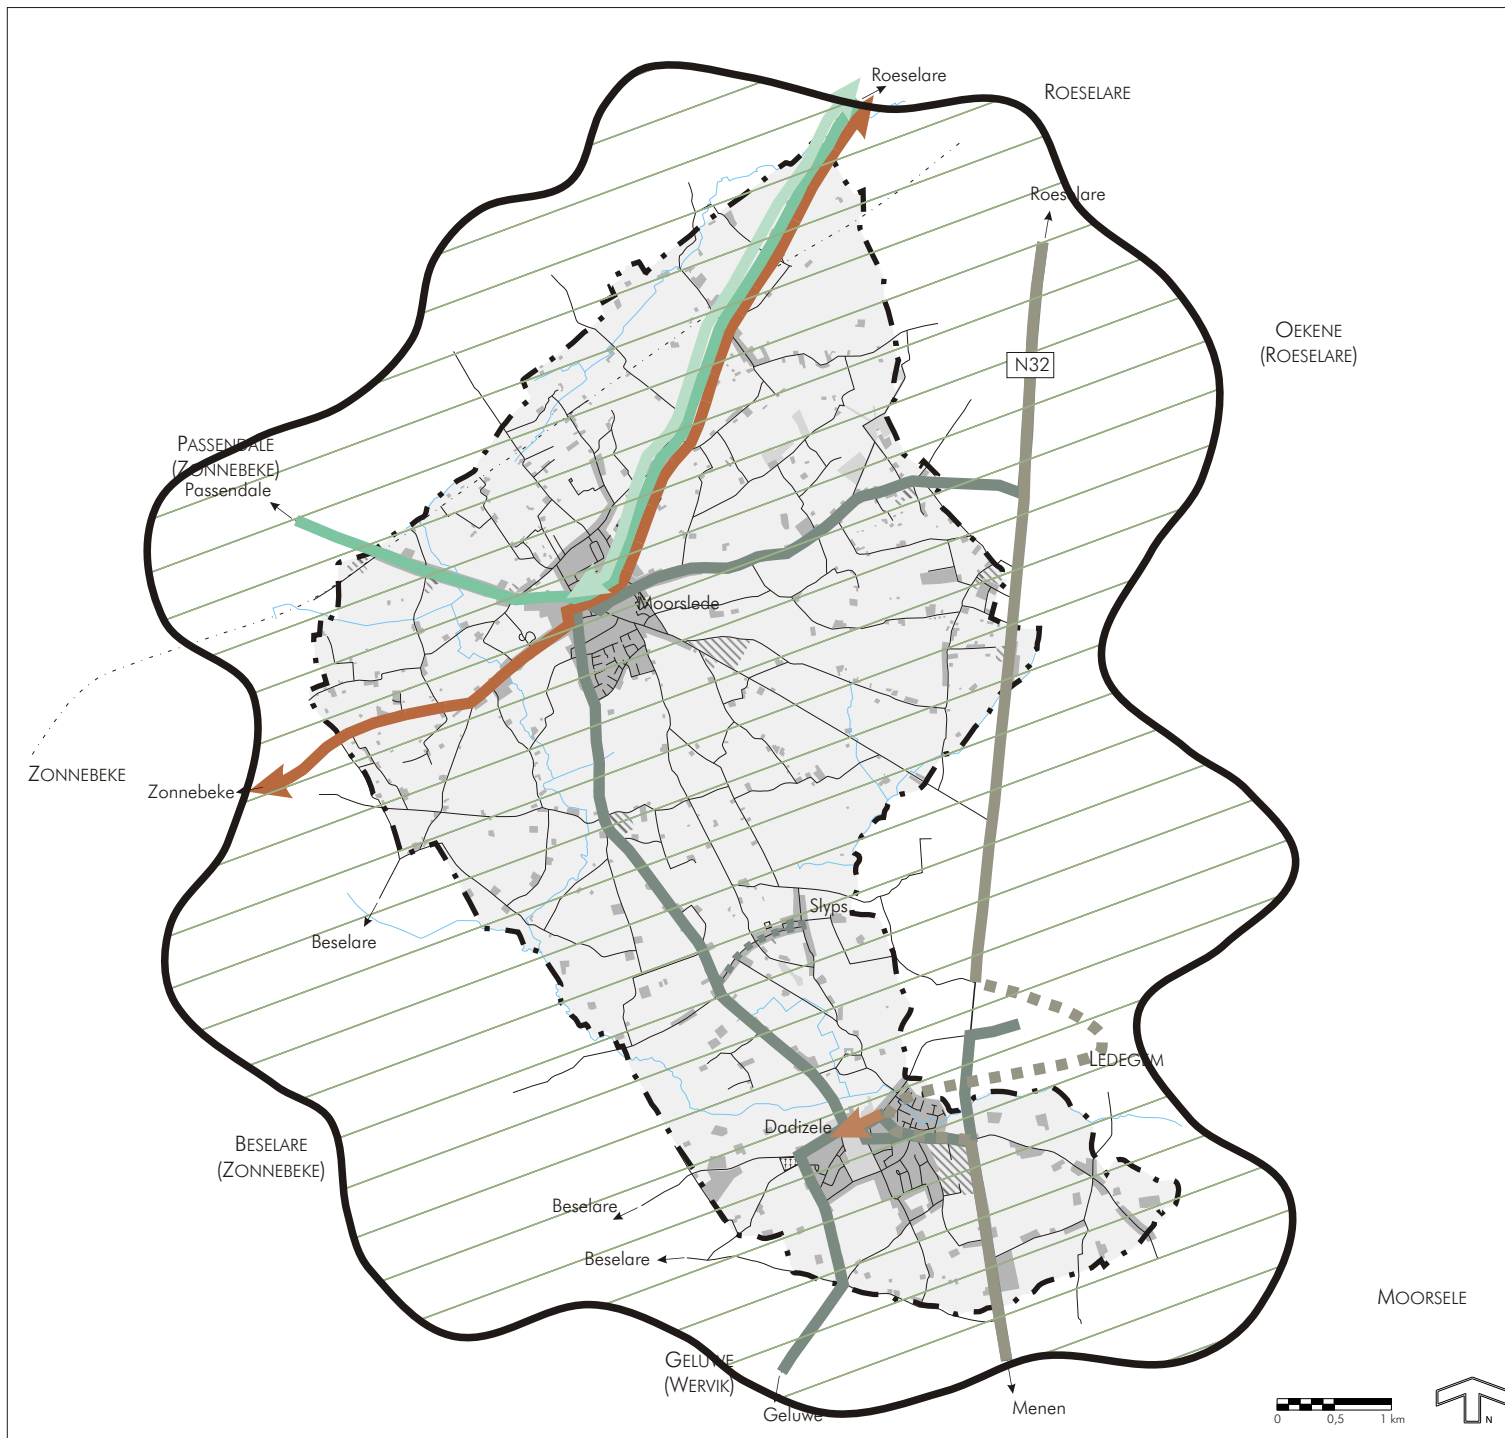 Roeselare
ROESELARE
Roeselare
OEKENE
(ROESELARE)
N32
PASSENDALE
(ZONNEBEKE)
Passendale
Moorslede
ZONNEBEKE
Zonnebeke
Slyps
Beselare
LEDEGEM
Dadizele
BESELARE
(ZONNEBEKE)
Beselare
Beselare
MOORSELE
GELUWE
(WERVIK)
Geluwe
Menen
0 0,5 1 km
N